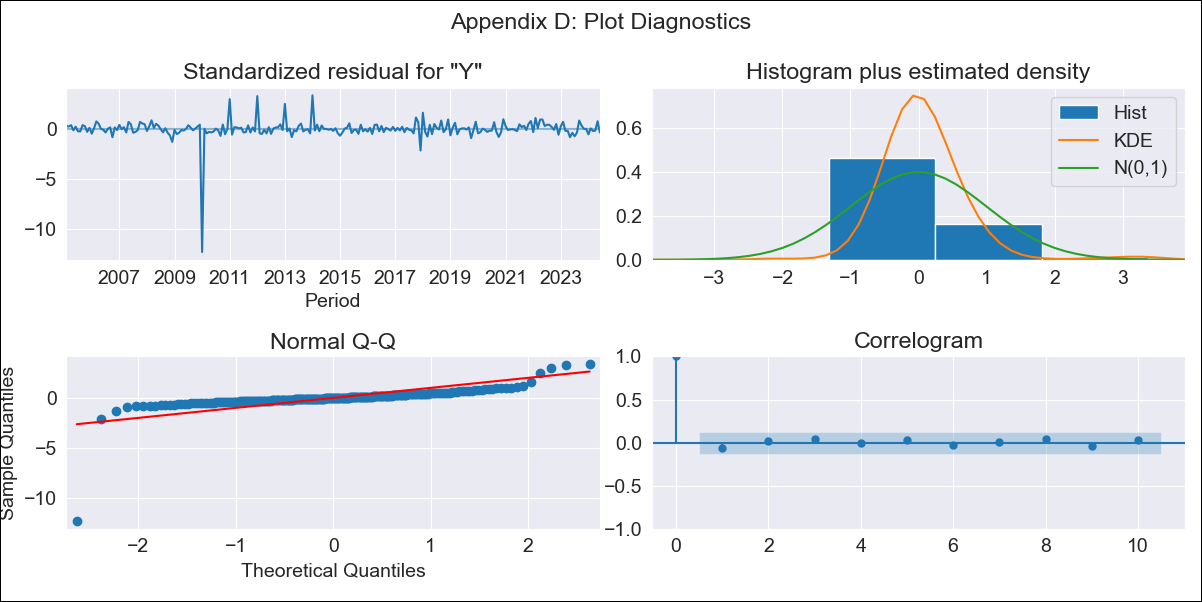 Appendix D: Plot Diagnostics
Standardized residual for "Y"
0
−5
−10
2007 2009 2011 2013 2015 2017 2019 2021 2023
Period
Histogram plus estimated density
Hist
KDE
N(0,1)
0.6
0.4
0.2
0.0
−3 −2 −1 0 1 2 3
Normal Q-Q
Sample Quantiles
0
−5
−10
−2 −1 0 1 2
Theoretical Quantiles
Correlogram
1.0
0.5
0.0
−0.5
−1.0
0 2 4 6 8 10